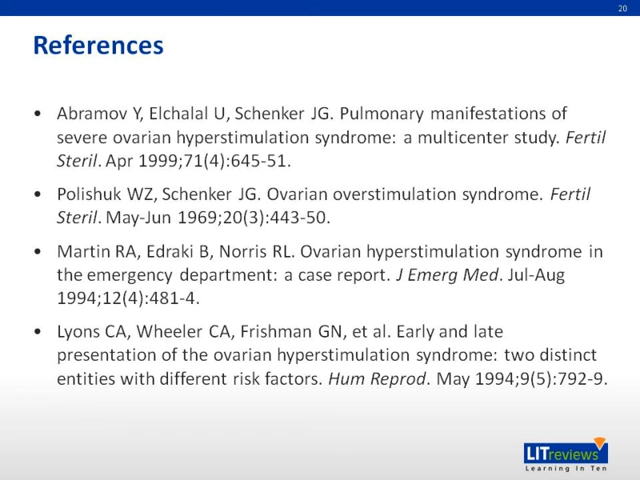 20
References
• Abramov Y, Elchalal U, Schenker JG. Pulmonary manifestations of
severe ovarian hyperstimulation syndrome: a multicenter study. Fertil
Steril. Apr 1999;71(4):645-51.
• Polishuk WZ, Schenker JG. Ovarian overstimulation syndrome. Fertil
Steril. May-Jun 1969;20(3):443-50.
• Martin RA, Edraki B, Norris RL. Ovarian hyperstimulation syndrome in
the emergency department: a case report. J Emerg Med. Jul-Aug
1994;12(4):481-4.
• Lyons CA, Wheeler CA, Frishman GN, et al. Early and late
presentation of the ovarian hyperstimulation syndrome: two distinct
entities with different risk factors. Hum Reprod. May 1994;9(5):792-9.
LITreviews
Learning In Ten